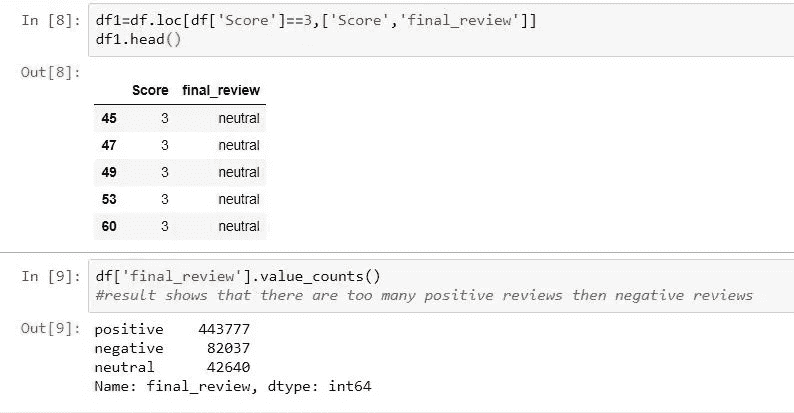 In [8]: df1=df.loc[df['Score']==3,['Score','final_review']]
df1.head()
Out[8]:
Score final_review
45 3 neutral
47 3 neutral
49 3 neutral
53 3 neutral
60 3 neutral
In [9]: df['final_review'].value_counts()
#result shows that there are too many positive reviews then negative reviews
Out[9]: positive 443777
negative 82037
neutral 42640
Name: final_review, dtype: int64